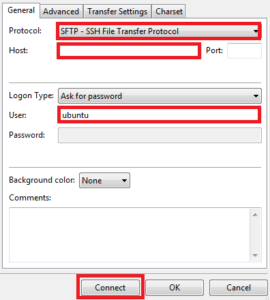 General Advanced Transfer Settings Charset
Protocol: SFTP - SSH File Transfer Protocol
Host: Port:
Logon Type: Ask for password
User: ubuntu
Password:
Background color: None
Comments:
Connect OK Cancel